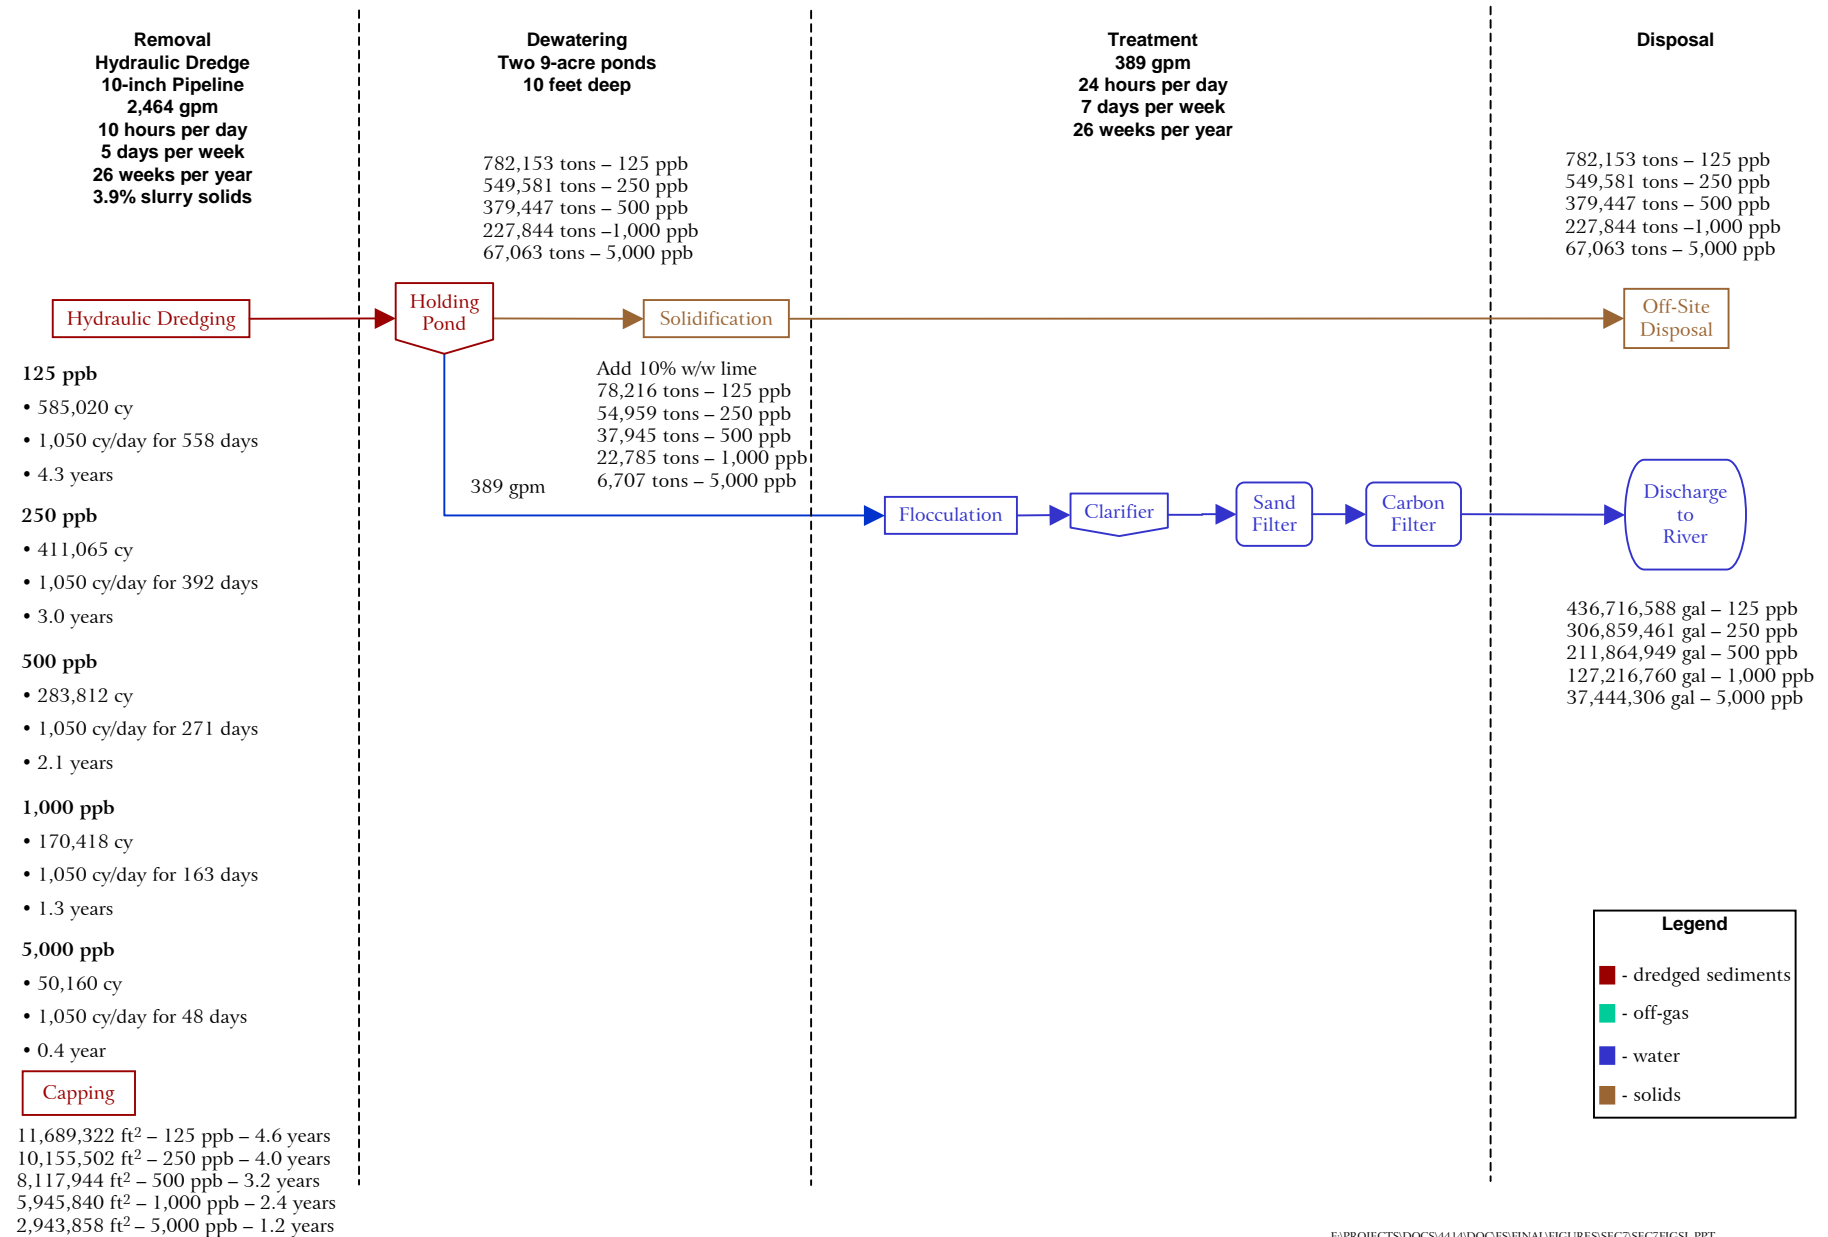 Removal
Hydraulic Dredge
10-inch Pipeline
2,464 gpm
10 hours per day
5 days per week
26 weeks per year
3.9% slurry solids
Dewatering
Two 9-acre ponds
10 feet deep
Treatment
389 gpm
24 hours per day
7 days per week
26 weeks per year
Disposal
782,153 tons – 125 ppb
549,581 tons – 250 ppb
379,447 tons – 500 ppb
227,844 tons –1,000 ppb
67,063 tons – 5,000 ppb
782,153 tons – 125 ppb
549,581 tons – 250 ppb
379,447 tons – 500 ppb
227,844 tons –1,000 ppb
67,063 tons – 5,000 ppb
Hydraulic Dredging
Holding
Pond
Solidification
Off-Site
Disposal
125 ppb
• 585,020 cy
• 1,050 cy/day for 558 days
• 4.3 years
250 ppb
• 411,065 cy
• 1,050 cy/day for 392 days
• 3.0 years
500 ppb
• 283,812 cy
• 1,050 cy/day for 271 days
• 2.1 years
1,000 ppb
• 170,418 cy
• 1,050 cy/day for 163 days
• 1.3 years
5,000 ppb
• 50,160 cy
• 1,050 cy/day for 48 days
• 0.4 year
Capping
11,689,322 ft² – 125 ppb – 4.6 years
10,155,502 ft² – 250 ppb – 4.0 years
8,117,944 ft² – 500 ppb – 3.2 years
5,945,840 ft² – 1,000 ppb – 2.4 years
2,943,858 ft² – 5,000 ppb – 1.2 years
Add 10% w/w lime
78,216 tons – 125 ppb
54,959 tons – 250 ppb
37,945 tons – 500 ppb
22,785 tons – 1,000 ppb
6,707 tons – 5,000 ppb
389 gpm
Flocculation
Clarifier
Sand
Filter
Carbon
Filter
Discharge
to
River
436,716,588 gal – 125 ppb
306,859,461 gal – 250 ppb
211,864,949 gal – 500 ppb
127,216,760 gal – 1,000 ppb
37,444,306 gal – 5,000 ppb
Legend
- dredged sediments
- off-gas
- water
- solids